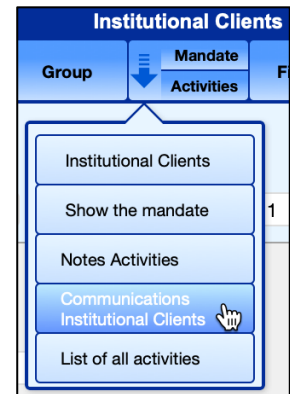 Institutional Clients
Group
Mandate
Activities
Institutional Clients
Show the mandate
1
Notes Activities
Communications
Institutional Clients
List of all activities